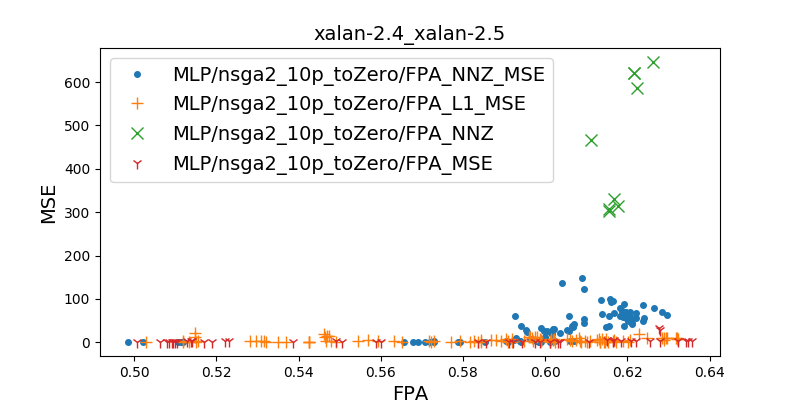 xalan-2.4_xalan-2.5
MLP/nsga2_10p_toZero/FPA_NNZ_MSE
MLP/nsga2_10p_toZero/FPA_L1_MSE
MLP/nsga2_10p_toZero/FPA_NNZ
MLP/nsga2_10p_toZero/FPA_MSE
MSE
600
500
400
300
200
100
0
0.50 0.52 0.54 0.56 0.58 0.60 0.62 0.64
FPA